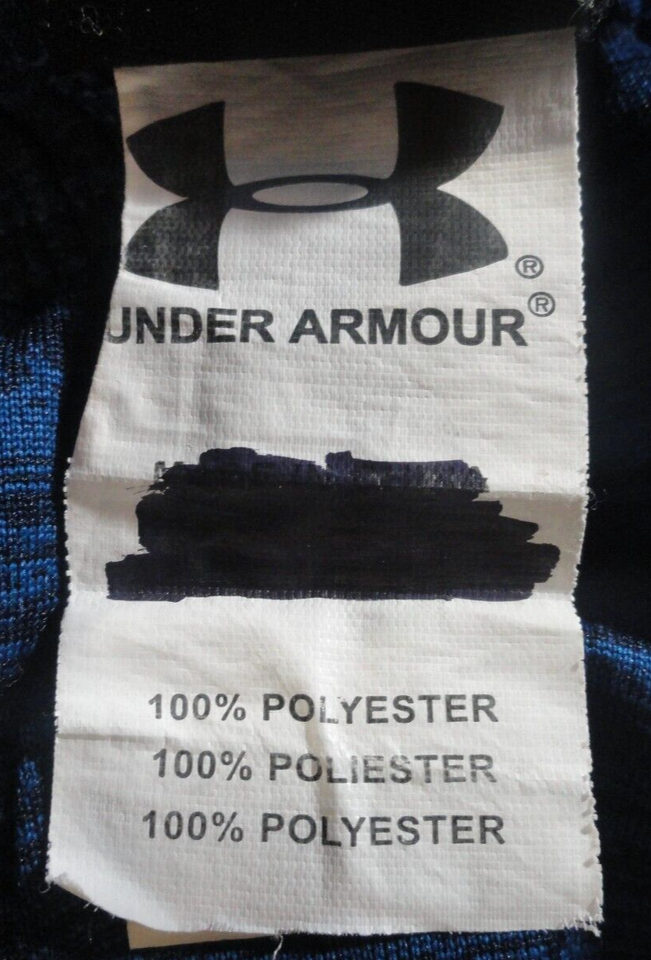 ®
UNDER ARMOUR®
100% POLYESTER
100% POLIESTER
100% POLYESTER